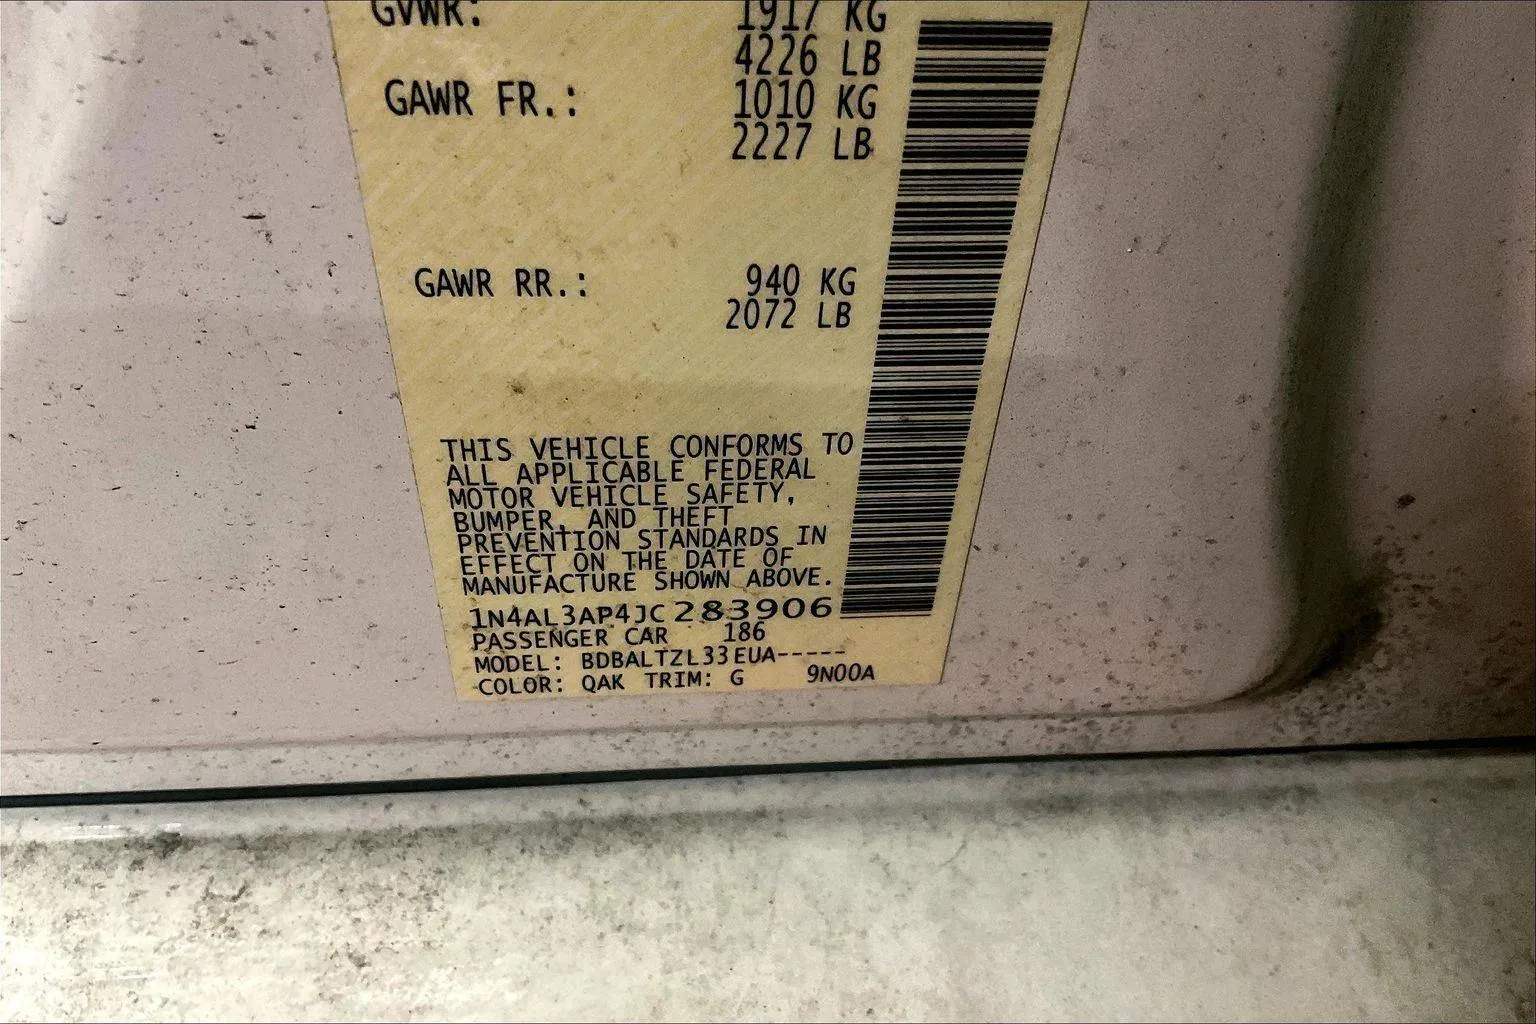 GVWR: 1917 KG
4226 LB
GAWR FR.: 1010 KG
2227 LB
GAWR RR.: 940 KG
2072 LB
THIS VEHICLE CONFORMS TO
ALL APPLICABLE FEDERAL
MOTOR VEHICLE SAFETY,
BUMPER, AND THEFT
PREVENTION STANDARDS IN
EFFECT ON THE DATE OF
MANUFACTURE SHOWN ABOVE.
1N4AL3AP4JC283906
PASSENGER CAR 186
MODEL: BDBALTZL33EUA-----
COLOR: QAK TRIM: G 9N00A